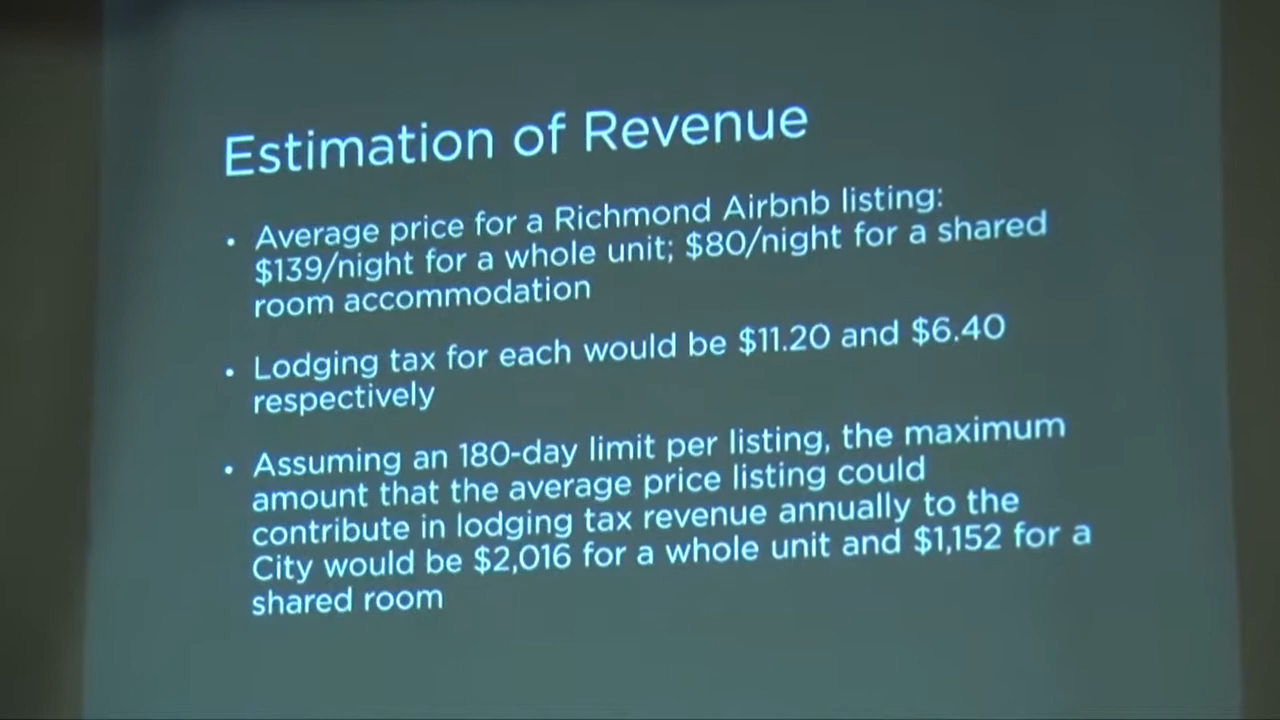 Estimation of Revenue
• Average price for a Richmond Airbnb listing:
$139/night for a whole unit; $80/night for a shared
room accommodation
• Lodging tax for each would be $11.20 and $6.40
respectively
• Assuming an 180-day limit per listing, the maximum
amount that the average price listing could
contribute in lodging tax revenue annually to the
City would be $2,016 for a whole unit and $1,152 for a
shared room